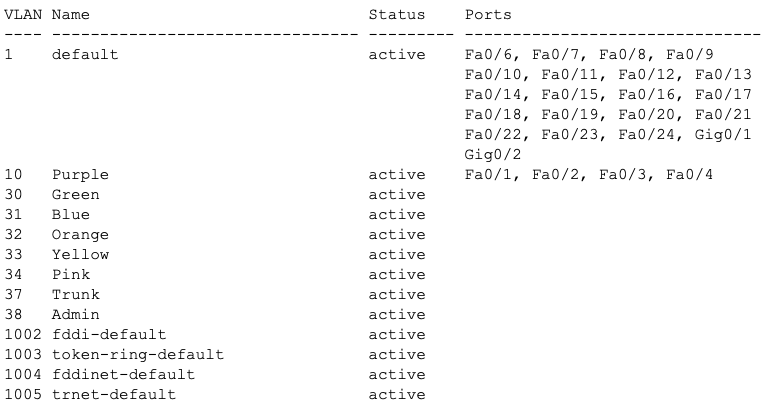 VLAN Name                             Status    Ports
---- -------------------------------- --------- -------------------------------
1    default                          active    Fa0/6, Fa0/7, Fa0/8, Fa0/9
                                                Fa0/10, Fa0/11, Fa0/12, Fa0/13
                                                Fa0/14, Fa0/15, Fa0/16, Fa0/17
                                                Fa0/18, Fa0/19, Fa0/20, Fa0/21
                                                Fa0/22, Fa0/23, Fa0/24, Gig0/1
                                                Gig0/2
10   Purple                           active    Fa0/1, Fa0/2, Fa0/3, Fa0/4
30   Green                            active
31   Blue                             active
32   Orange                           active
33   Yellow                           active
34   Pink                             active
37   Trunk                            active
38   Admin                            active
1002 fddi-default                     active
1003 token-ring-default               active
1004 fddinet-default                  active
1005 trnet-default                    active